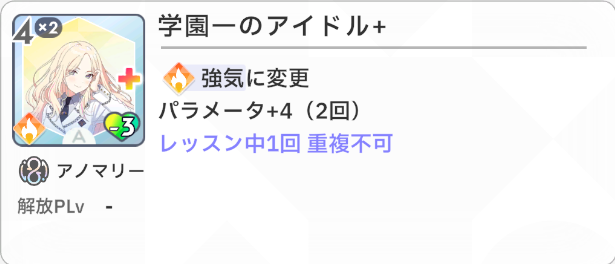 4×2
学園一のアイドル+
強気に変更
パラメータ+4（2回）
レッスン中1回 重複不可
A
-3
アノマリー
解放PLv -